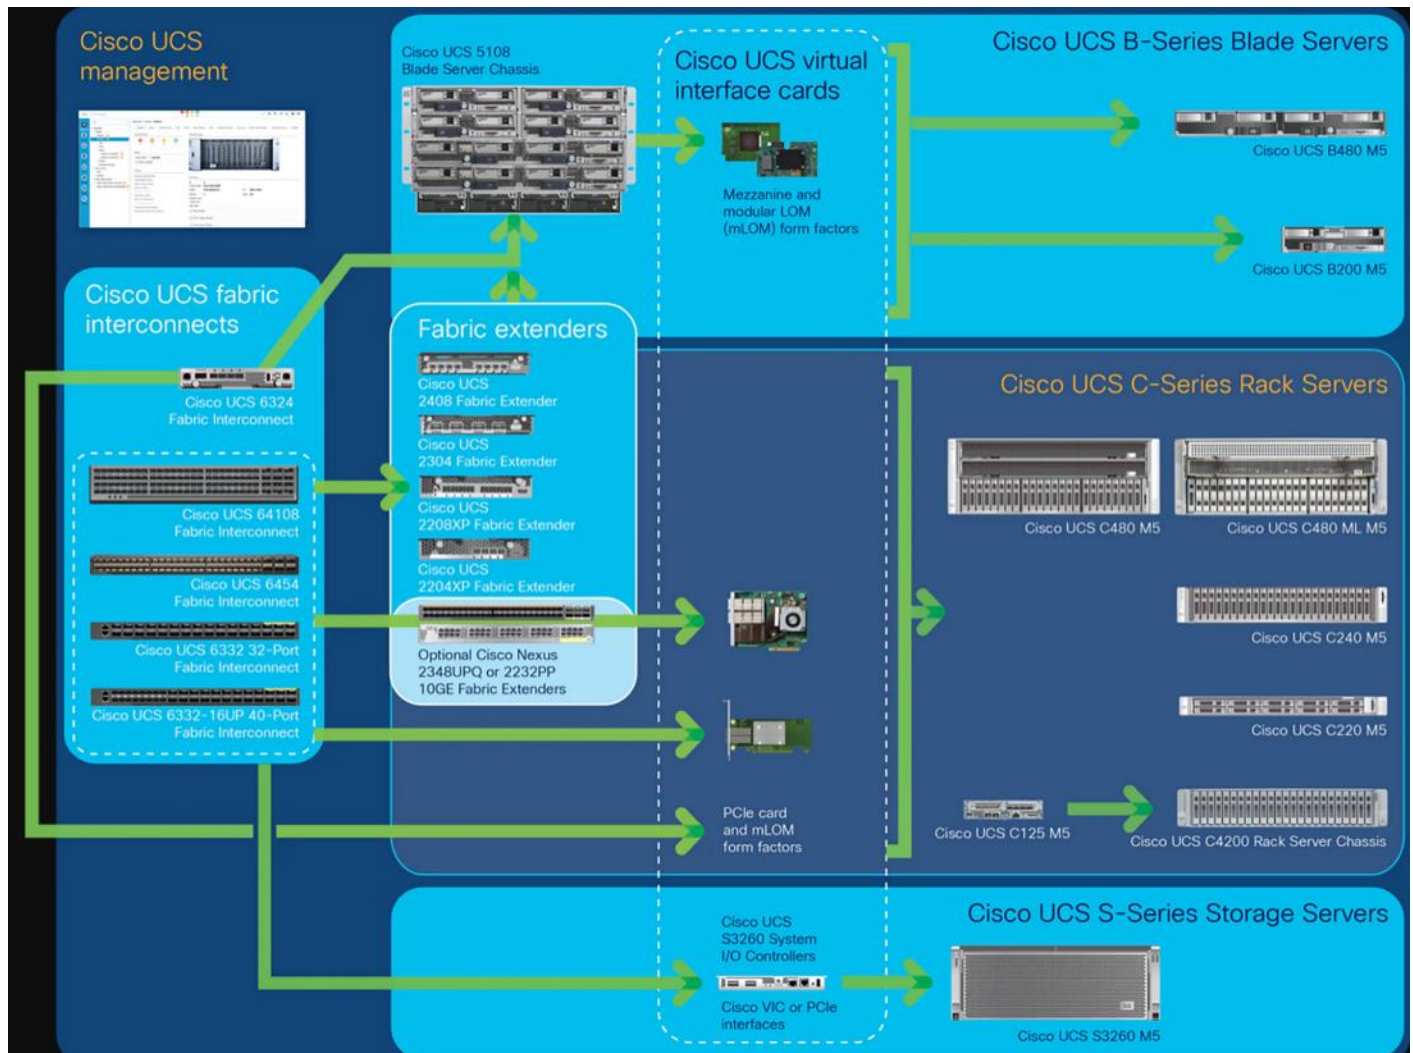 Cisco UCS
management
Cisco UCS fabric
interconnects
Cisco UCS 6324
Fabric Interconnect
Cisco UCS 64108
Fabric Interconnect
Cisco UCS 6454
Fabric Interconnect
Cisco UCS 6332 32-Port
Fabric Interconnect
Cisco UCS 6332-16UP 40-Port
Fabric Interconnect
Cisco UCS 5108
Blade Server Chassis
Fabric extenders
Cisco UCS
2408 Fabric Extender
Cisco UCS
2304 Fabric Extender
Cisco UCS
2208XP Fabric Extender
Cisco UCS
2204XP Fabric Extender
Optional Cisco Nexus
2348UPQ or 2232PP
10GE Fabric Extenders
Cisco UCS virtual
interface cards
Mezzanine and
modular LOM
(mLOM) form factors
PCIe card
and mLOM
form factors
Cisco UCS
S3260 System
I/O Controllers
Cisco VIC or PCIe
interfaces
Cisco UCS B-Series Blade Servers
Cisco UCS B480 M5
Cisco UCS B200 M5
Cisco UCS C-Series Rack Servers
Cisco UCS C480 M5
Cisco UCS C480 ML M5
Cisco UCS C240 M5
Cisco UCS C220 M5
Cisco UCS C125 M5
Cisco UCS C4200 Rack Server Chassis
Cisco UCS S-Series Storage Servers
Cisco UCS S3260 M5